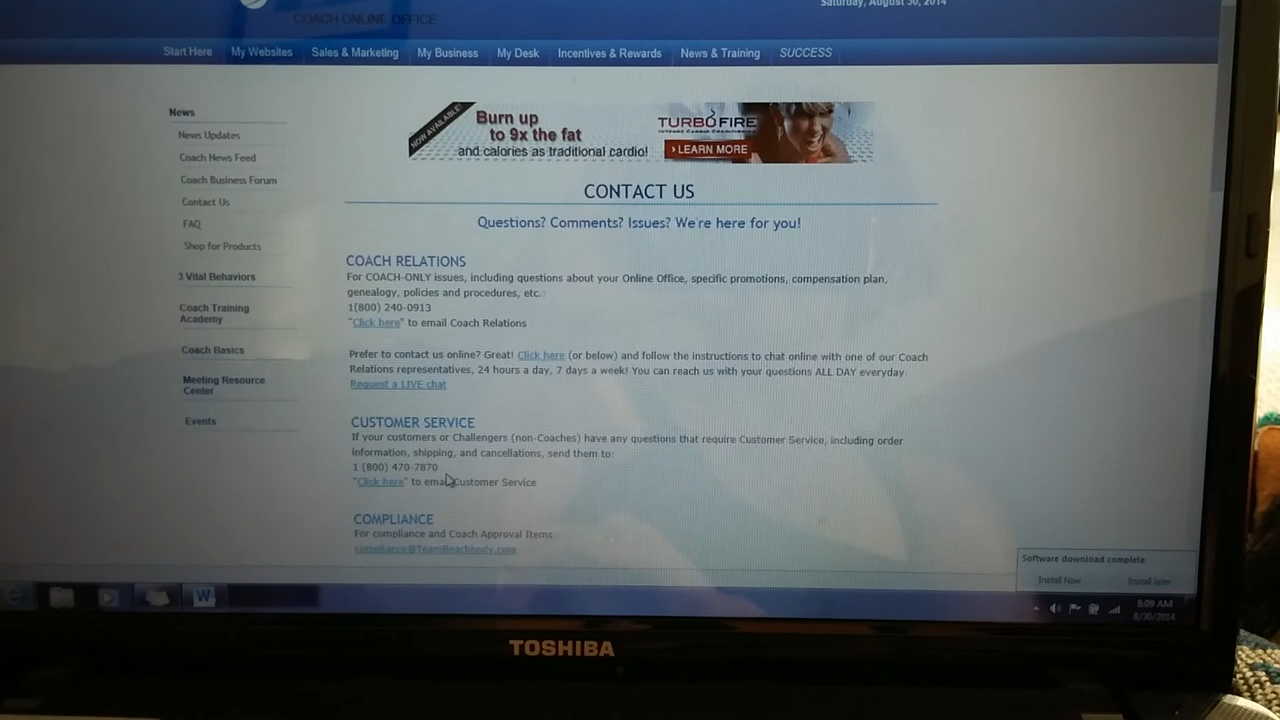 Saturday, August 30, 2014
COACH ONLINE OFFICE
Start Here My Websites Sales & Marketing My Business My Desk Incentives & Rewards News & Training SUCCESS
News
News Updates
Coach News Feed
Coach Business Forum
Contact Us
FAQ
Shop for Products
3 Vital Behaviors
Coach Training
Academy
Coach Basics
Meeting Resource
Center
Events
NOW AVAILABLE!
Burn up
to 9x the fat
and calories as traditional cardio!
TURBO FIRE
INTENSE CARDIO CONDITIONING
› LEARN MORE
CONTACT US
Questions? Comments? Issues? We're here for you!
COACH RELATIONS
For COACH-ONLY issues, including questions about your Online Office, specific promotions, compensation plan,
genealogy, policies and procedures, etc.:
1(800) 240-0913
"Click here" to email Coach Relations
Prefer to contact us online? Great! Click here (or below) and follow the instructions to chat online with one of our Coach
Relations representatives, 24 hours a day, 7 days a week! You can reach us with your questions ALL DAY everyday.
Request a LIVE chat
CUSTOMER SERVICE
If your customers or Challengers (non-Coaches) have any questions that require Customer Service, including order
information, shipping, and cancellations, send them to:
1 (800) 470-7870
"Click here" to email Customer Service
COMPLIANCE
For compliance and Coach Approval Items:
compliance@TeamBeachbody.com
Software download complete
Install Now Install later
W
8:09 AM
8/30/2014
TOSHIBA